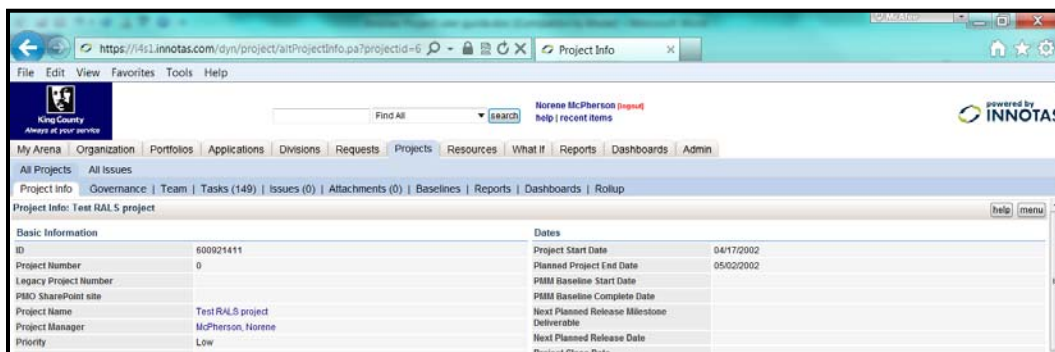 McAfee
https://i4s1.innotas.com/dyn/project/aitProjectInfo.pa?projectid=6
Project Info
File Edit View Favorites Tools Help
King County
Always at your service
Find All
search
Norene McPherson [logout]
help | recent items
powered by
INNOTAS
My Arena Organization Portfolios Applications Divisions Requests Projects Resources What If Reports Dashboards Admin
All Projects All Issues
Project Info Governance | Team | Tasks (149) | Issues (0) | Attachments (0) | Baselines | Reports | Dashboards | Rollup
Project Info: Test RALS project
help menu
Basic Information
ID 600921411
Project Number 0
Legacy Project Number
PMO SharePoint site
Project Name Test RALS project
Project Manager McPherson, Norene
Priority Low
Dates
Project Start Date 04/17/2002
Planned Project End Date 05/02/2002
PMM Baseline Start Date
PMM Baseline Complete Date
Next Planned Release Milestone
Deliverable
Next Planned Release Date
Project Close Date